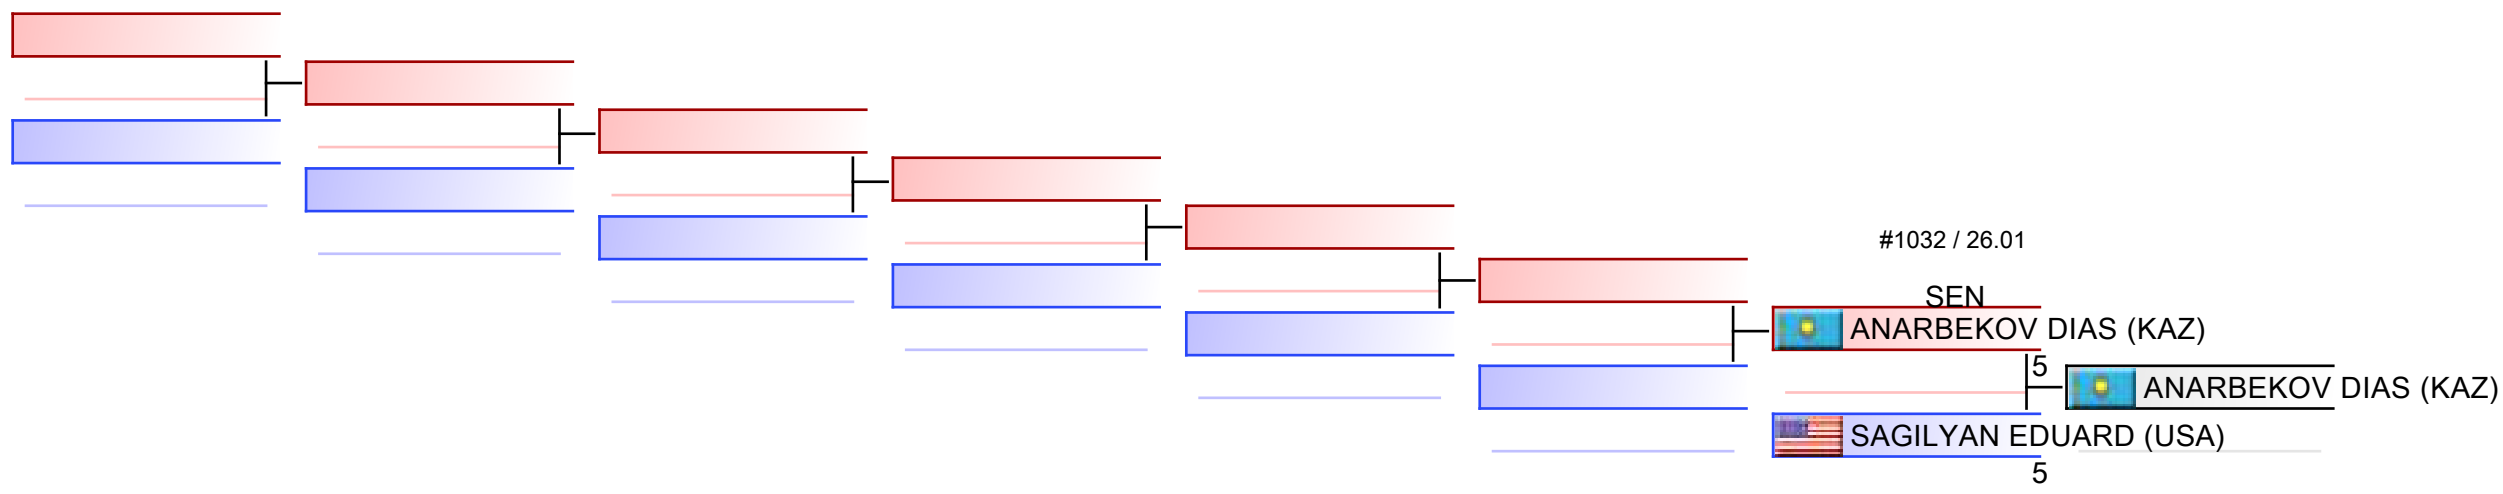 #1032 / 26.01
SEN
ANARBEKOV DIAS (KAZ)
5
ANARBEKOV DIAS (KAZ)
SAGILYAN EDUARD (USA)
5